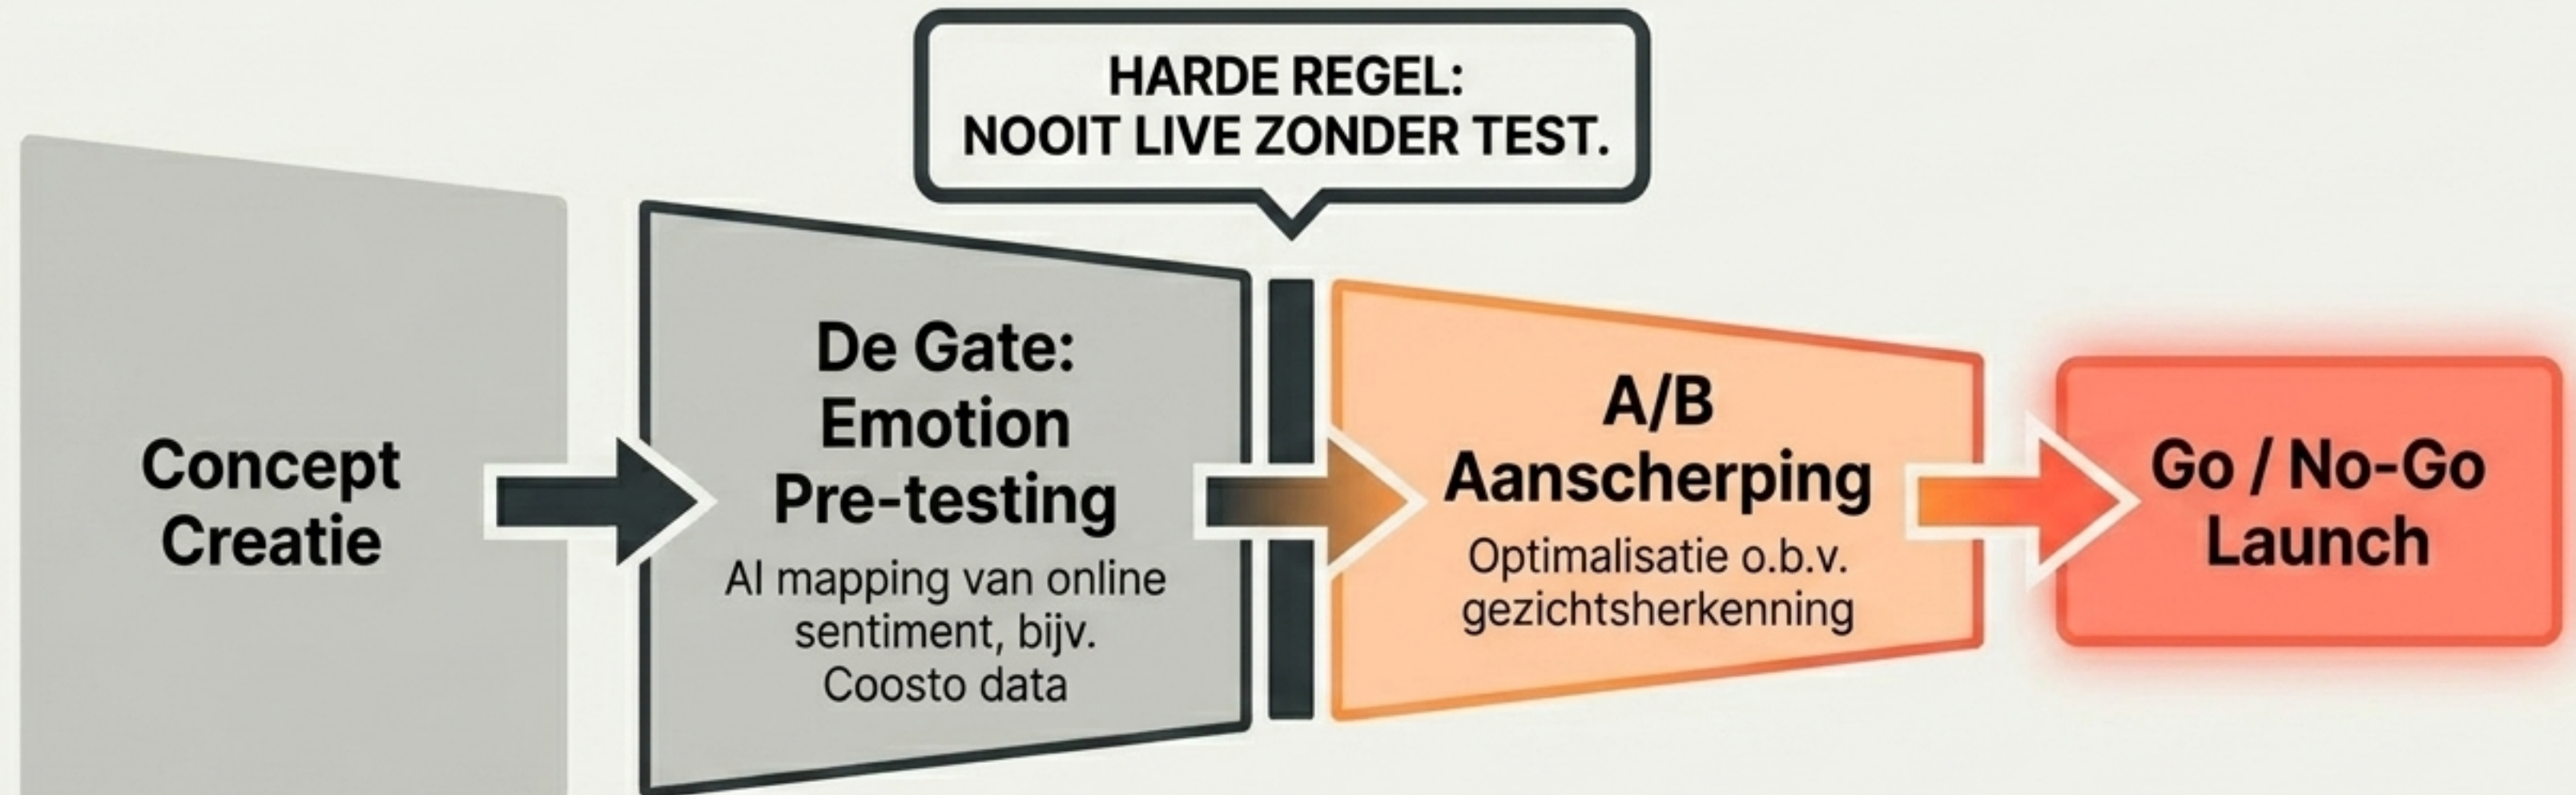 HARDE REGEL:
NOOIT LIVE ZONDER TEST.
Concept
Creatie
De Gate:
Emotion
Pre-testing
AI mapping van online
sentiment, bijv.
Coosto data
A/B
Aanscherping
Optimalisatie o.b.v.
gezichtsherkenning
Go / No-Go
Launch